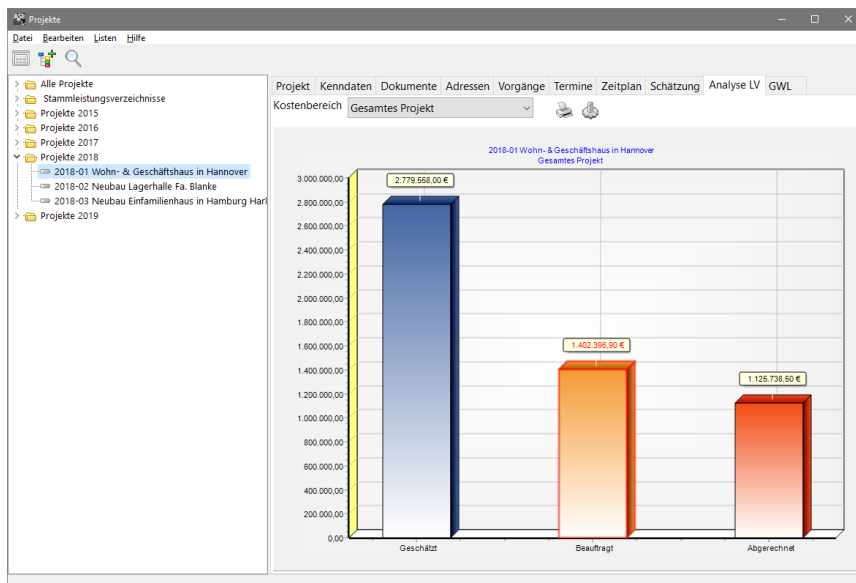 Projekte
Datei Bearbeiten Listen Hilfe
Alle Projekte
Stammleistungsverzeichnisse
Projekte 2015
Projekte 2016
Projekte 2017
Projekte 2018
2018-01 Wohn- & Geschäftshaus in Hannover
2018-02 Neubau Lagerhalle Fa. Blanke
2018-03 Neubau Einfamilienhaus in Hamburg Harl
Projekte 2019
Projekt Kenndaten Dokumente Adressen Vorgänge Termine Zeitplan Schätzung Analyse LV GWL
Kostenbereich Gesamtes Projekt
2018-01 Wohn- & Geschäftshaus in Hannover
Gesamtes Projekt
3.000.000,00
2.800.000,00
2.600.000,00
2.400.000,00
2.200.000,00
2.000.000,00
1.800.000,00
1.600.000,00
1.400.000,00
1.200.000,00
1.000.000,00
800.000,00
600.000,00
400.000,00
200.000,00
0,00
2.779.568,00 €
1.402.396,90 €
1.125.738,50 €
Geschätzt Beauftragt Abgerechnet